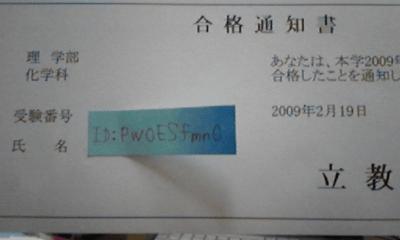 合格通知書
理 学部
化学科
あなたは、本学2009年
合格したことを通知し
受験番号
2009年2月19日
氏 名
ID:PW0ESfmn0
立教